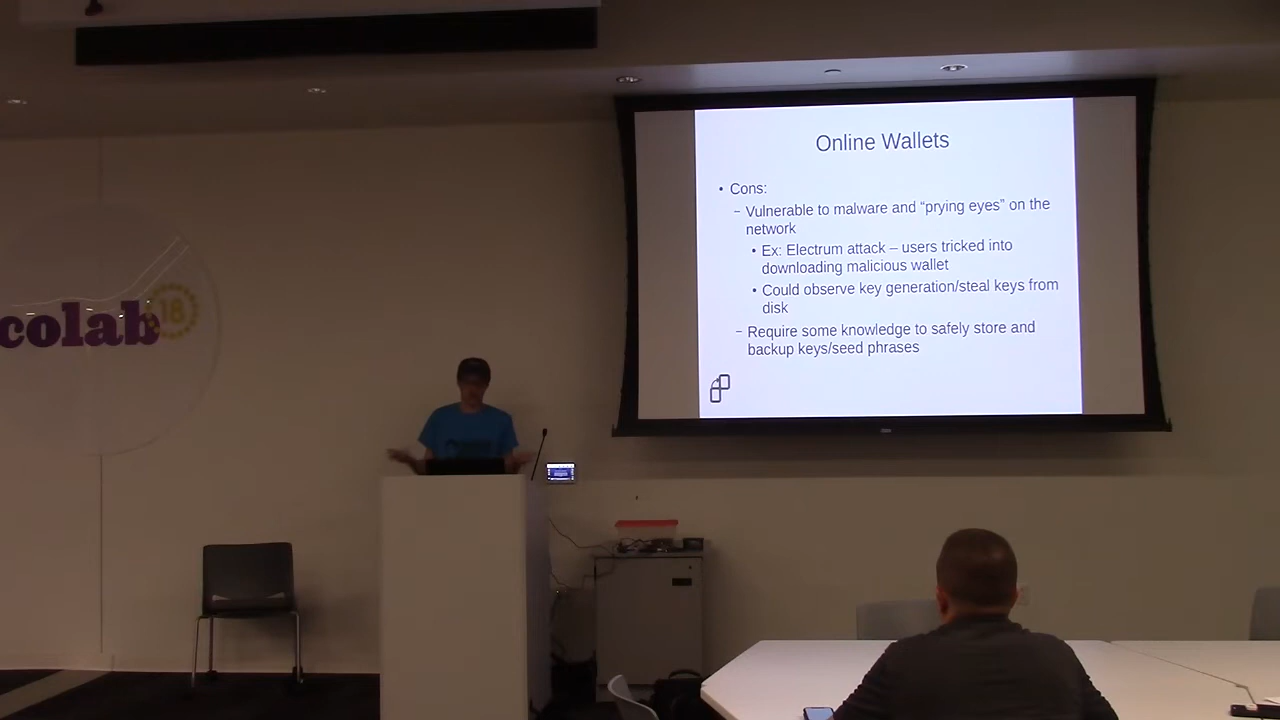 Online Wallets
• Cons:
– Vulnerable to malware and “prying eyes” on the
network
• Ex: Electrum attack – users tricked into
downloading malicious wallet
• Could observe key generation/steal keys from
disk
– Require some knowledge to safely store and
backup keys/seed phrases
colab
18